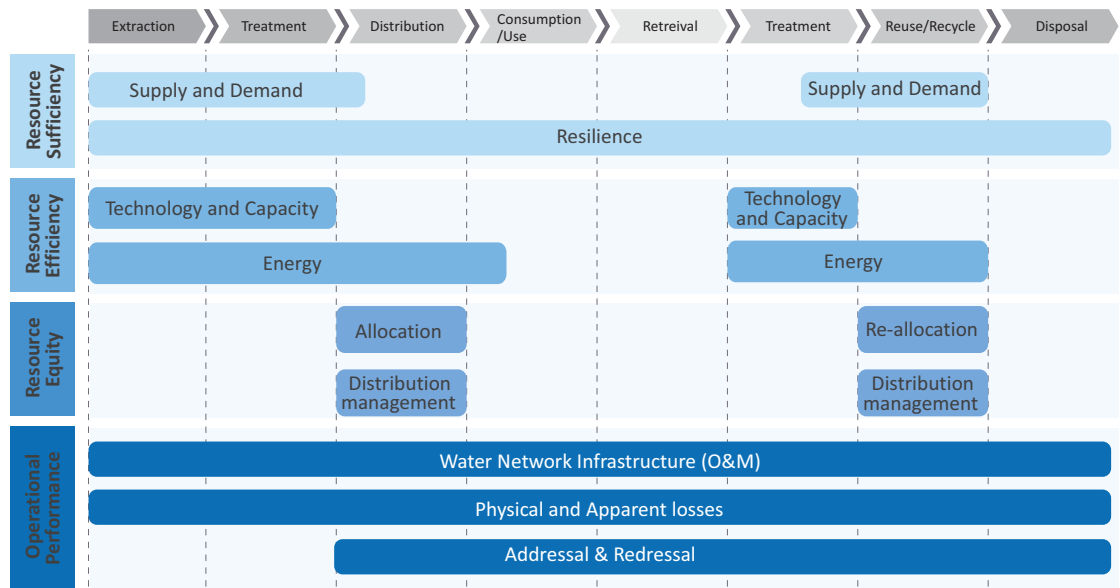 Extraction
Treatment
Distribution
Consumption
/Use
Retreival
Treatment
Reuse/Recycle
Disposal
Resource
Sufficiency
Supply and Demand
Supply and Demand
Resilience
Resource
Efficiency
Technology and Capacity
Technology
and Capacity
Energy
Energy
Resource
Equity
Allocation
Re-allocation
Distribution
management
Distribution
management
Operational
Performance
Water Network Infrastructure (O&M)
Physical and Apparent losses
Addressal & Redressal